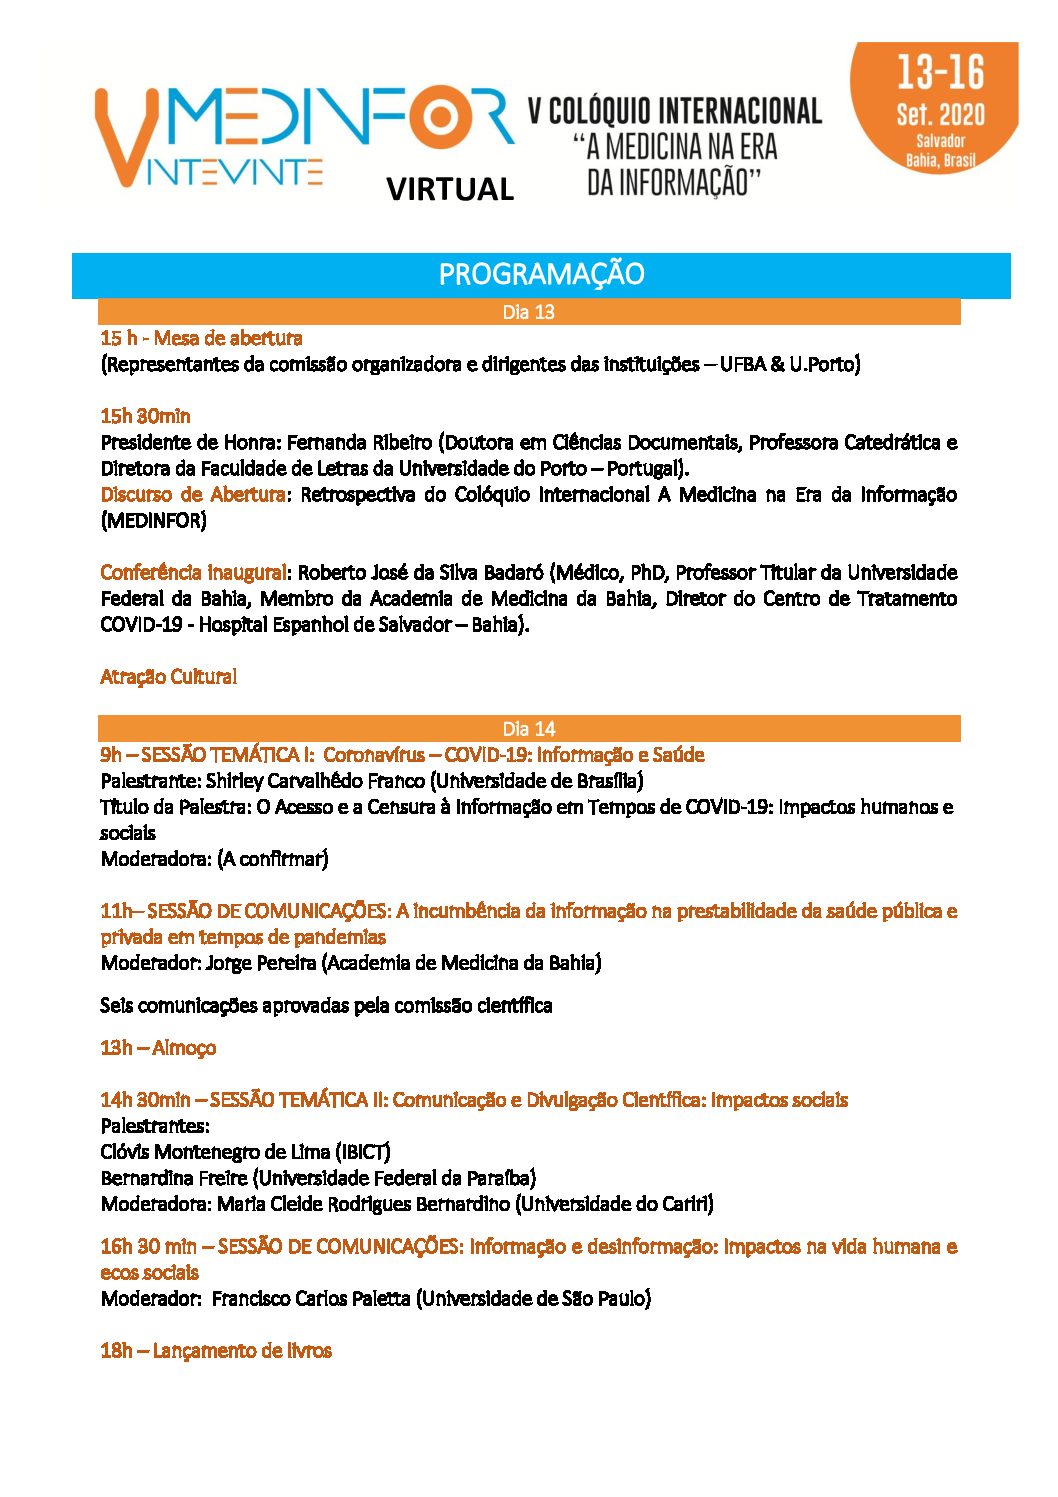 VMEDINFOR
VINTEVINTE
VIRTUAL
V COLÓQUIO INTERNACIONAL
“A MEDICINA NA ERA
DA INFORMAÇÃO”
13-16
Set. 2020
Salvador
Bahia, Brasil
PROGRAMAÇÃO
Dia 13
15 h - Mesa de abertura
(Representantes da comissão organizadora e dirigentes das instituições – UFBA & U.Porto)
15h 30min
Presidente de Honra: Fernanda Ribeiro (Doutora em Ciências Documentais, Professora Catedrática e
Diretora da Faculdade de Letras da Universidade do Porto – Portugal).
Discurso de Abertura: Retrospectiva do Colóquio Internacional A Medicina na Era da Informação
(MEDINFOR)
Conferência inaugural: Roberto José da Silva Badaró (Médico, PhD, Professor Titular da Universidade
Federal da Bahia, Membro da Academia de Medicina da Bahia, Diretor do Centro de Tratamento
COVID-19 - Hospital Espanhol de Salvador – Bahia).
Atração Cultural
Dia 14
9h – SESSÃO TEMÁTICA I: Coronavírus – COVID-19: Informação e Saúde
Palestrante: Shirley Carvalhêdo Franco (Universidade de Brasília)
Título da Palestra: O Acesso e a Censura à Informação em Tempos de COVID-19: Impactos humanos e
sociais
Moderadora: (A confirmar)
11h– SESSÃO DE COMUNICAÇÕES: A incumbência da informação na prestabilidade da saúde pública e
privada em tempos de pandemias
Moderador: Jorge Pereira (Academia de Medicina da Bahia)
Seis comunicações aprovadas pela comissão científica
13h – Almoço
14h 30min – SESSÃO TEMÁTICA II: Comunicação e Divulgação Científica: Impactos sociais
Palestrantes:
Clóvis Montenegro de Lima (IBICT)
Bernardina Freire (Universidade Federal da Paraíba)
Moderadora: Maria Cleide Rodrigues Bernardino (Universidade do Cariri)
16h 30 min – SESSÃO DE COMUNICAÇÕES: Informação e desinformação: Impactos na vida humana e
ecos sociais
Moderador: Francisco Carlos Paletta (Universidade de São Paulo)
18h – Lançamento de livros